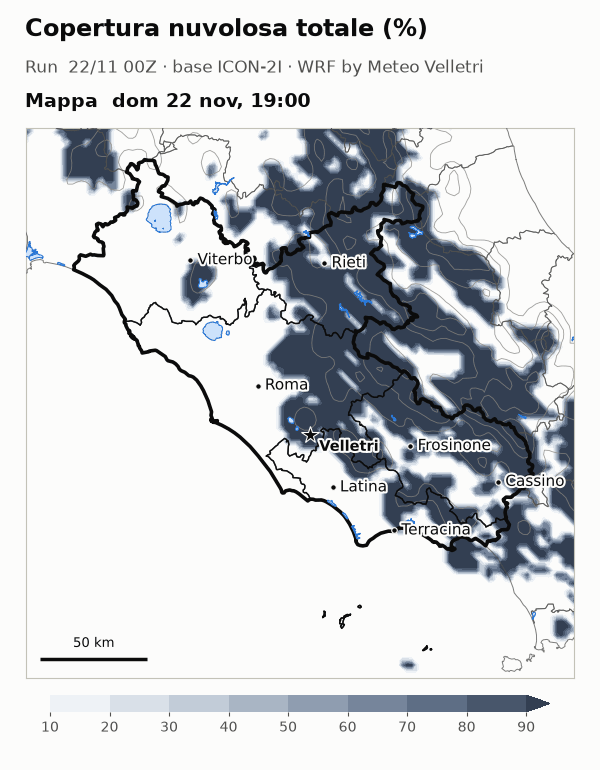 Copertura nuvolosa totale (%)
Run 22/11 00Z · base ICON-2I · WRF by Meteo Velletri
Mappa dom 22 nov, 19:00
Viterbo
Rieti
Roma
Velletri
Frosinone
Latina
Cassino
Terracina
50 km
10 20 30 40 50 60 70 80 90